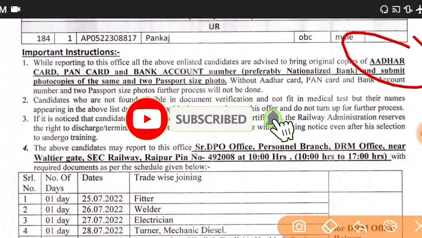 UR
184 1 AP0522308817 Pankaj obc male
Important Instructions:-
1. While reporting to this office all the above enlisted candidates are advised to bring original copies of AADHAR
CARD, PAN CARD and BANK ACCOUNT number (preferably Nationalized Bank) and submit
photocopies of the same and two Passport size photo. Without Aadhar card, PAN card and Bank Account
number and two Passport size photos further process will not be done.
2. Candidates who are not found eligible in document verification and not fit in medical test but their names
appearing in the above list do this offer and do not turn up for further process.
3. If it is noticed that the Railway Administration reserves
the right to discharge/termin notice even after his selection
to undergo training.
SUBSCRIBED
4. The above candidates may report to this office Sr.DPO Office, Personnel Branch, DRM Office, near
Waltier gate, SEC Railway, Raipur Pin No- 492008 at 10:00 Hrs . (10:00 hrs to 17:00 hrs) with
required documents as per the schedule given below:-
Srl. No. No. Of Days Dates Trade wise joining
1 01 day 25.07.2022 Fitter
2 01 day 26.07.2022 Welder
3 01 day 27.07.2022 Electrician
4 01 day 28.07.2022 Turner, Mechanic Diesel.
for DRM Office